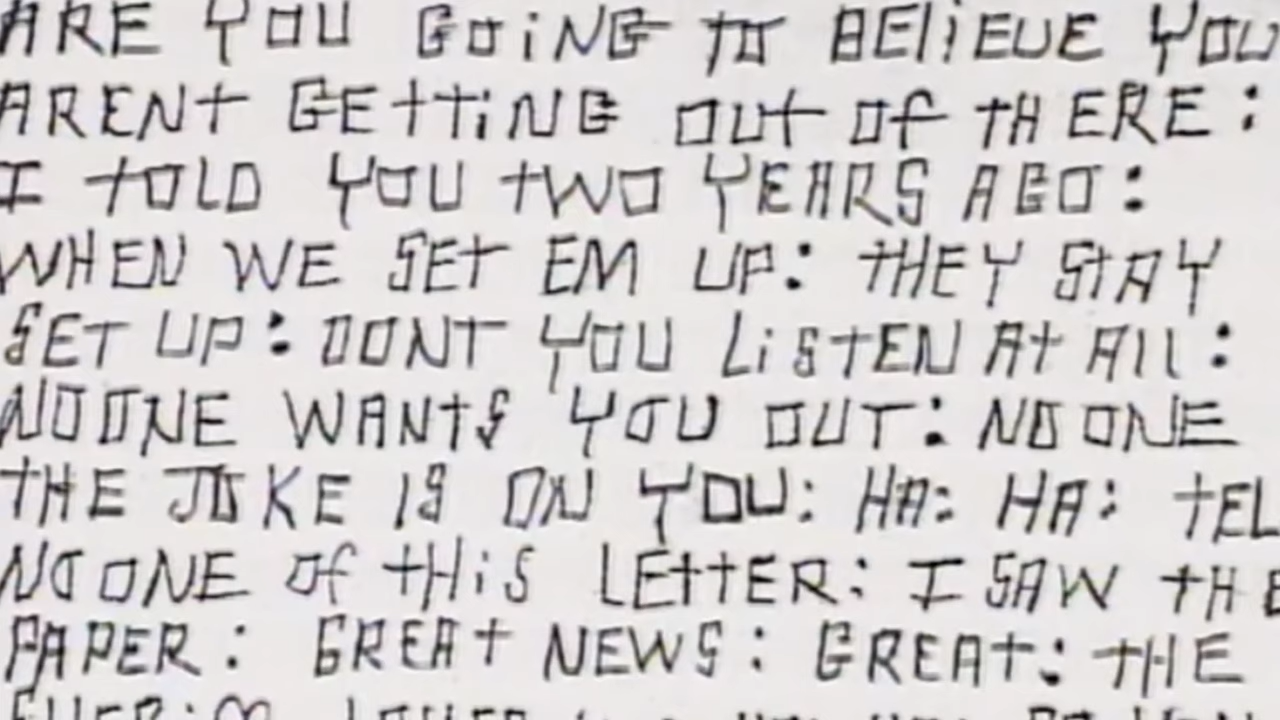 ARE YOU GOiNG TO BELiEUE YOU
ARENt GEttiNG OUt Of tHERE:
I tOLD YOU tWO YEARS AGO:
WHEN WE SEt EM UP: tHEY StAY
SET UP: DONT YOU LiStEN At All:
NOONE WANtS YOU OUT: NOONE
THE JOKE IS ON YOU: HA: HA: tEL
NOONE Of tHiS LEttER: I SAW tHE
PAPER: GREAt NEWS: GREAt: tHE